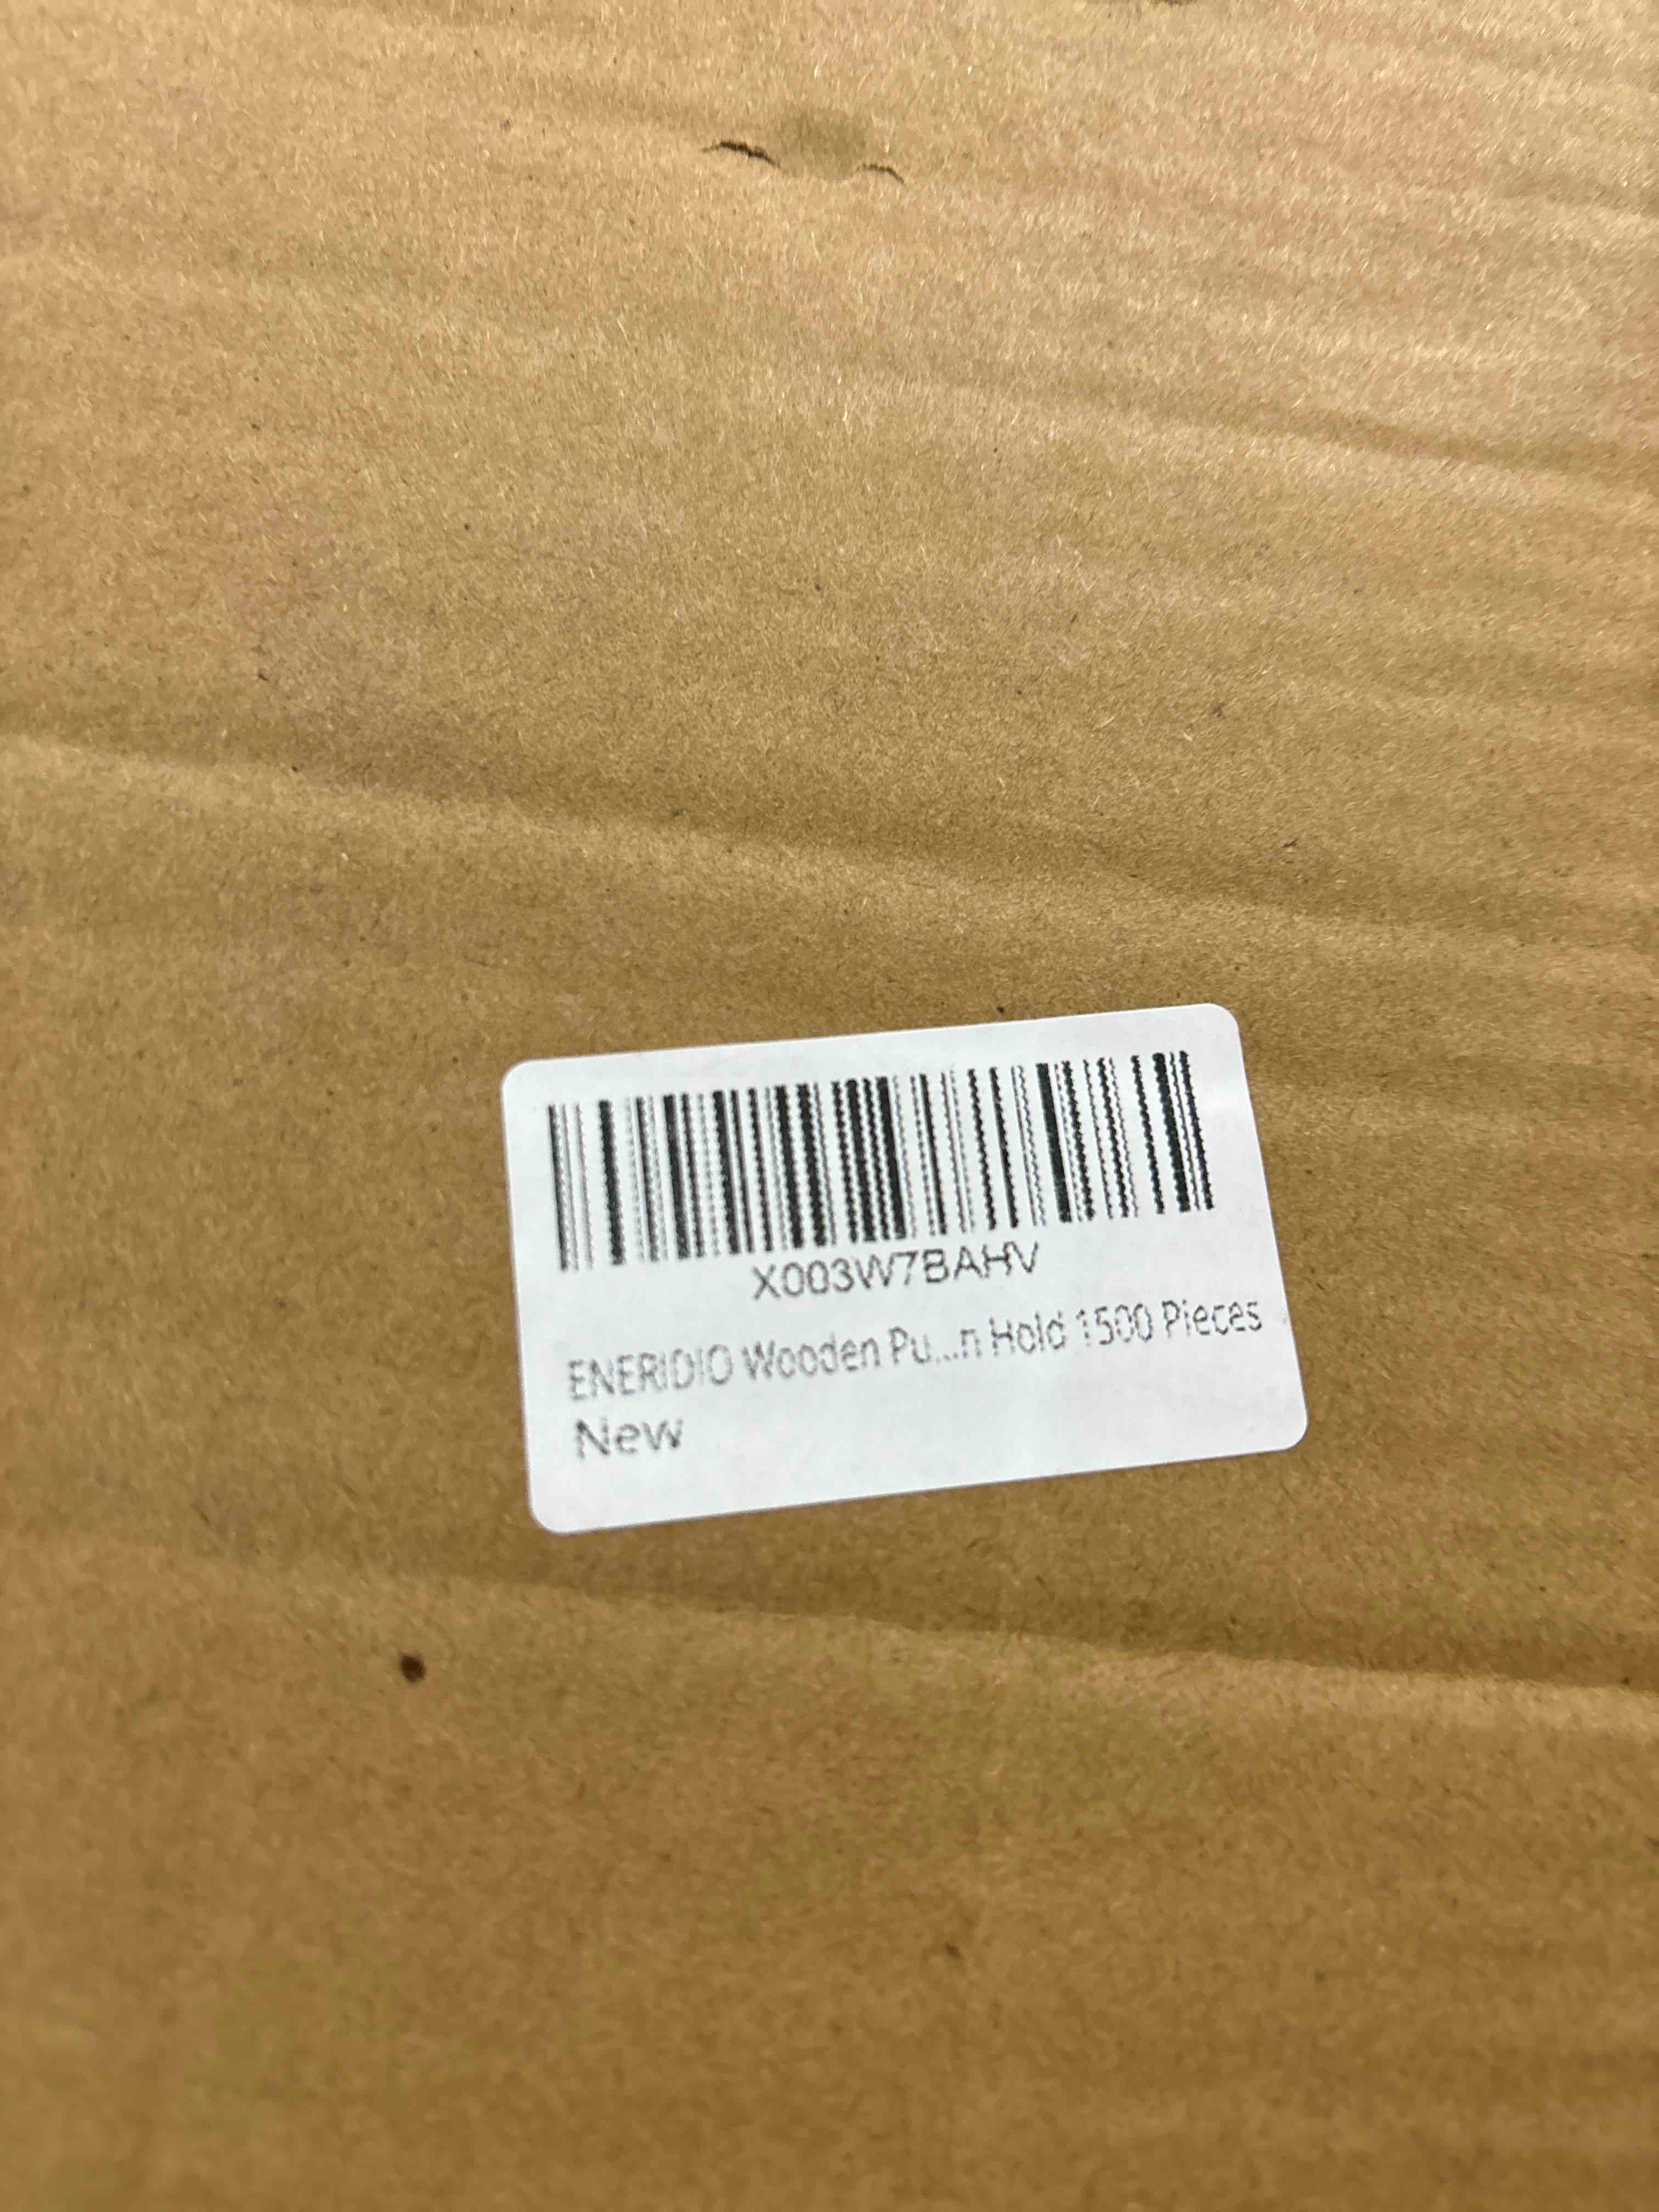 X003W7BAHV
ENERIDIO Wooden Pu...n Hold 1500 Pieces
New